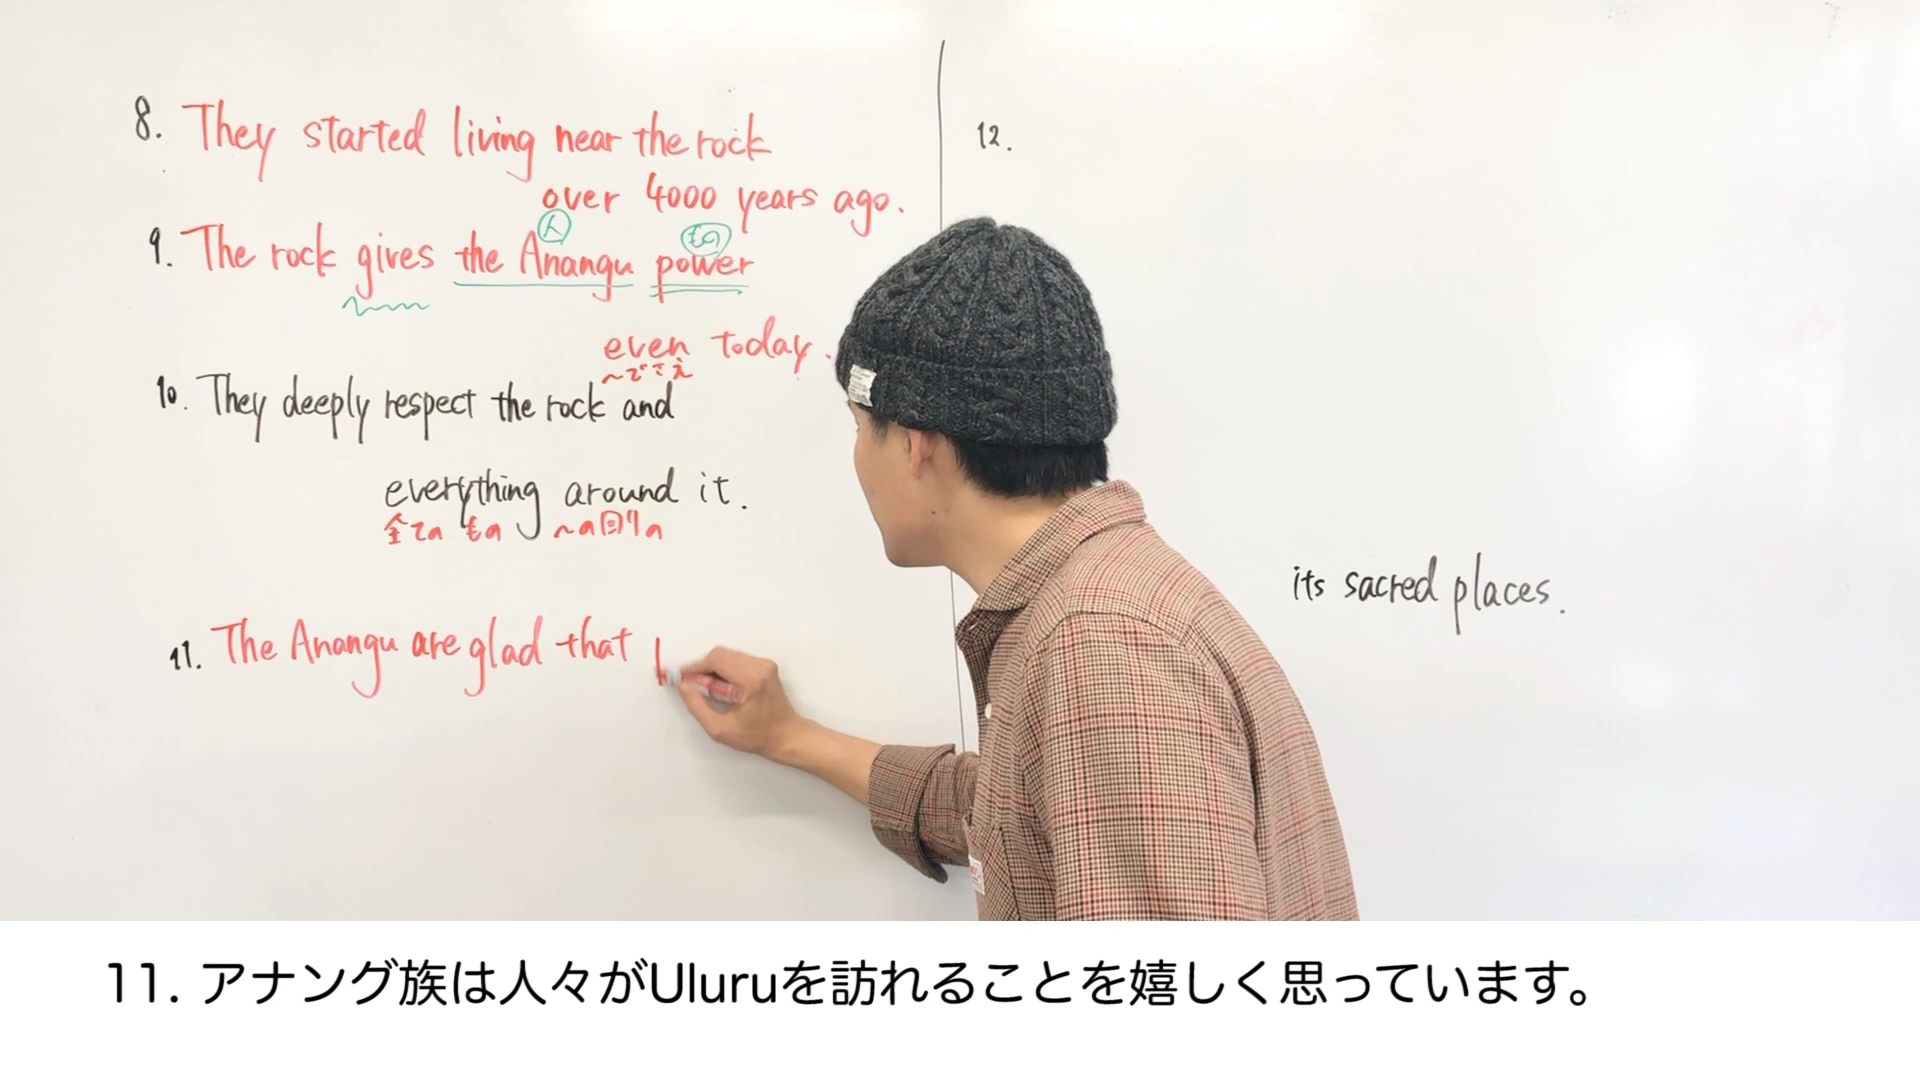 8. They started living near the rock
over 4000 years ago.
人 もの
9. The rock gives the Anangu power
even today.
～でさえ
10. They deeply respect the rock and
everything around it.
全ての もの ～の回りの
11. The Anangu are glad that
12.
its sacred places.
11. アナング族は人々がUluruを訪れることを嬉しく思っています。